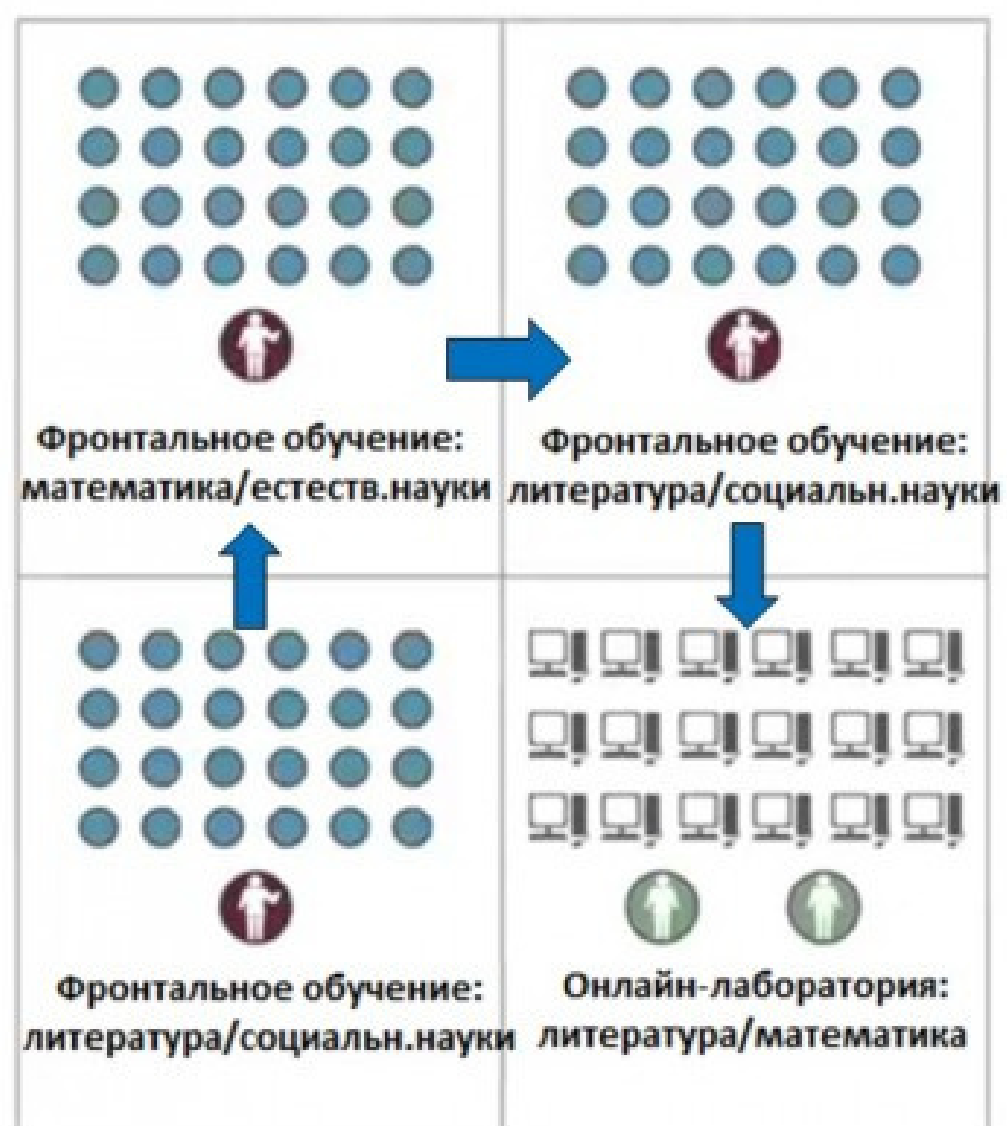 Фронтальное обучение:
математика/естеств.науки
Фронтальное обучение:
литература/социальн.науки
Фронтальное обучение:
литература/социальн.науки
Онлайн-лаборатория:
литература/математика